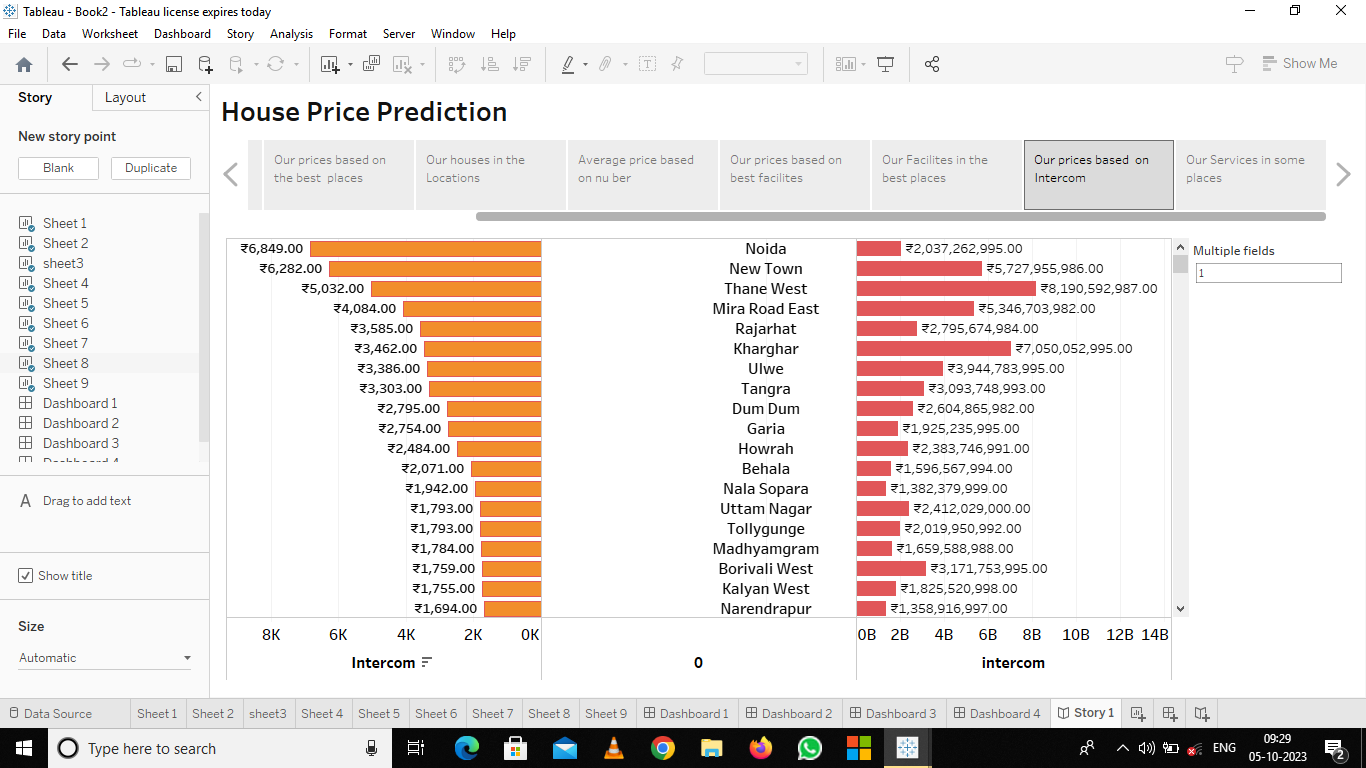 Tableau - Book2 - Tableau license expires today
File Data Worksheet Dashboard Story Analysis Format Server Window Help
Show Me
Story Layout
New story point
Blank Duplicate
Sheet 1
Sheet 2
sheet3
Sheet 4
Sheet 5
Sheet 6
Sheet 7
Sheet 8
Sheet 9
Dashboard 1
Dashboard 2
Dashboard 3
Dashboard 4
A Drag to add text
Show title
Size
Automatic
House Price Prediction
Our prices based on
the best places
Our houses in the
Locations
Average price based
on nu ber
Our prices based on
best facilites
Our Facilites in the
best places
Our prices based on
Intercom
Our Services in some
places
₹6,849.00 Noida ₹2,037,262,995.00
₹6,282.00 New Town ₹5,727,955,986.00
₹5,032.00 Thane West ₹8,190,592,987.00
₹4,084.00 Mira Road East ₹5,346,703,982.00
₹3,585.00 Rajarhat ₹2,795,674,984.00
₹3,462.00 Kharghar ₹7,050,052,995.00
₹3,386.00 Ulwe ₹3,944,783,995.00
₹3,303.00 Tangra ₹3,093,748,993.00
₹2,795.00 Dum Dum ₹2,604,865,982.00
₹2,754.00 Garia ₹1,925,235,995.00
₹2,484.00 Howrah ₹2,383,746,991.00
₹2,071.00 Behala ₹1,596,567,994.00
₹1,942.00 Nala Sopara ₹1,382,379,999.00
₹1,793.00 Uttam Nagar ₹2,412,029,000.00
₹1,793.00 Tollygunge ₹2,019,950,992.00
₹1,784.00 Madhyamgram ₹1,659,588,988.00
₹1,759.00 Borivali West ₹3,171,753,995.00
₹1,755.00 Kalyan West ₹1,825,520,998.00
₹1,694.00 Narendrapur ₹1,358,916,997.00
8K 6K 4K 2K 0K 0B 2B 4B 6B 8B 10B 12B 14B
Intercom 0 intercom
Multiple fields
1
Data Source Sheet 1 Sheet 2 sheet3 Sheet 4 Sheet 5 Sheet 6 Sheet 7 Sheet 8 Sheet 9 Dashboard 1 Dashboard 2 Dashboard 3 Dashboard 4 Story 1
Type here to search
ENG
09:29
05-10-2023
2